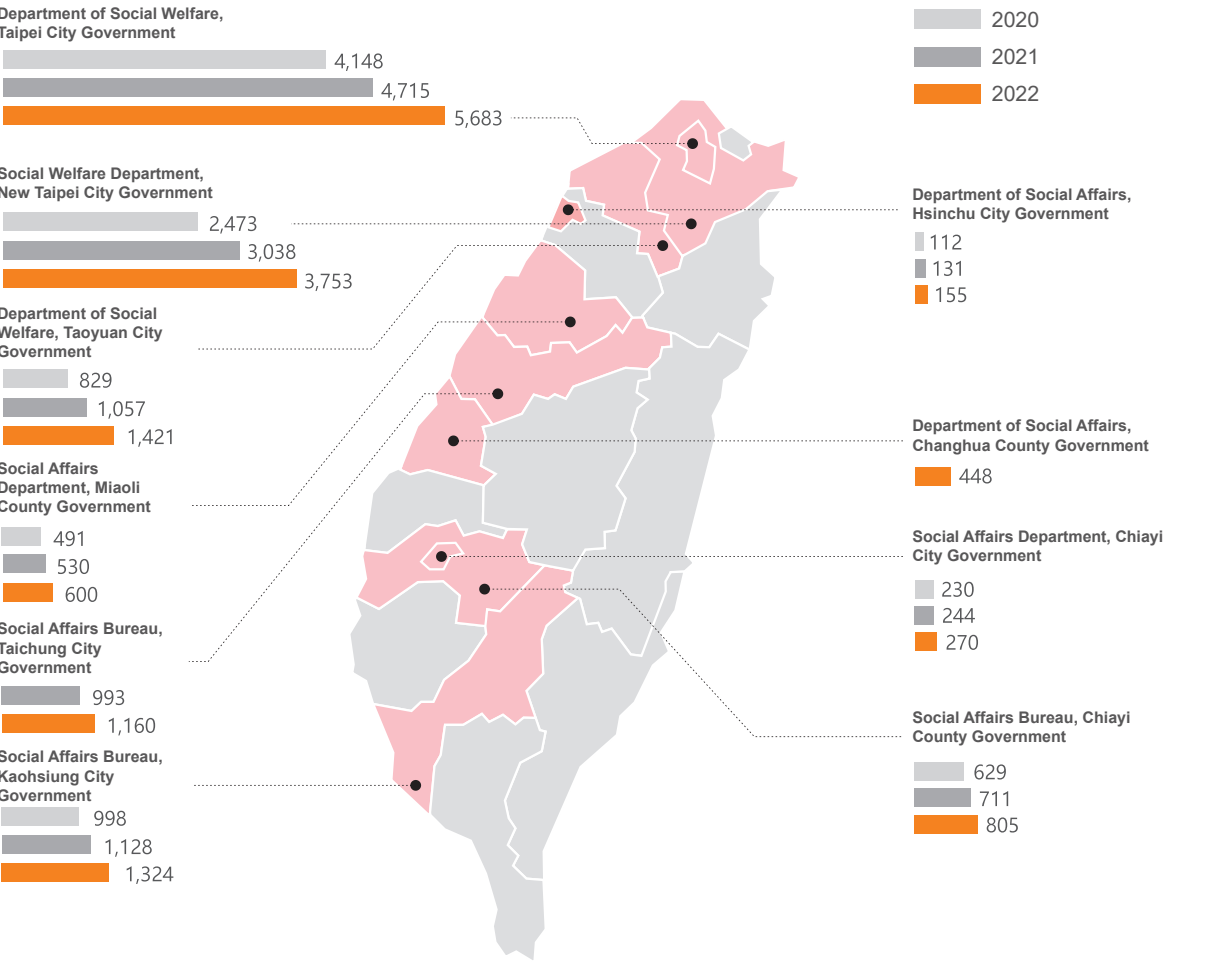 Department of Social Welfare,
Taipei City Government
4,148
4,715
5,683
Social Welfare Department,
New Taipei City Government
2,473
3,038
3,753
Department of Social
Welfare, Taoyuan City
Government
829
1,057
1,421
Social Affairs
Department, Miaoli
County Government
491
530
600
Social Affairs Bureau,
Taichung City
Government
993
1,160
Social Affairs Bureau,
Kaohsiung City
Government
998
1,128
1,324
2020
2021
2022
Department of Social Affairs,
Hsinchu City Government
112
131
155
Department of Social Affairs,
Changhua County Government
448
Social Affairs Department, Chiayi
City Government
230
244
270
Social Affairs Bureau, Chiayi
County Government
629
711
805